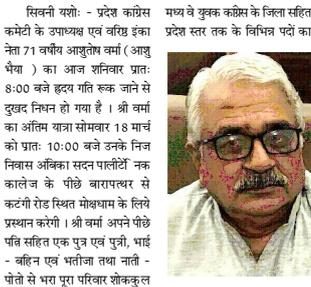 सिवनी यशोः - प्रदेश कांग्रेस
कमेटी के उपाध्यक्ष एवं वरिष्ठ इंका
नेता 71 वर्षीय आशुतोष वर्मा ( आशु
भैया ) का आज शनिवार प्रातः
8:00 बजे हृदय गति रूक जाने से
दुखद निधन हो गया है । श्री वर्मा
का अंतिम यात्रा सोमवार 18 मार्च
को प्रातः 10:00 बजे उनके निज
निवास अंबिका सदन पालीटें नक
कालेज के पीछे बारापत्थर से
कटंगी रोड स्थित मोक्षधाम के लिये
प्रस्थान करेगी । श्री वर्मा अपने पीछे
पत्नि सहित एक पुत्र एवं पुत्री, भाई
- बहिन एवं भतीजा तथा नाती -
पोतो से भरा पूरा परिवार शोककुल
मध्य वे युवक कांग्रेस के जिला सहित
प्रदेश स्तर तक के विभिन्न पदों का